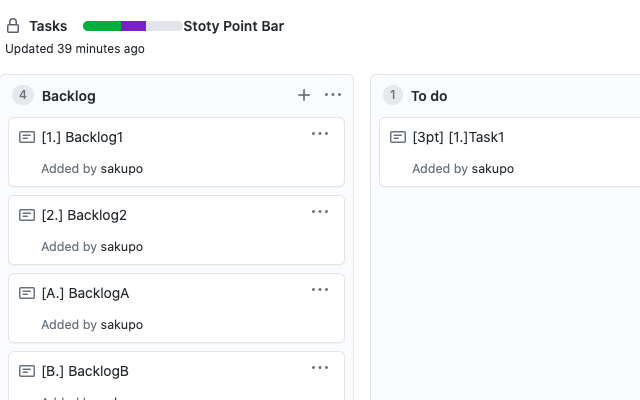 Tasks Stoty Point Bar
Updated 39 minutes ago
4 Backlog
[1.] Backlog1
Added by sakupo
[2.] Backlog2
Added by sakupo
[A.] BacklogA
Added by sakupo
[B.] BacklogB
1 To do
[3pt] [1.]Task1
Added by sakupo